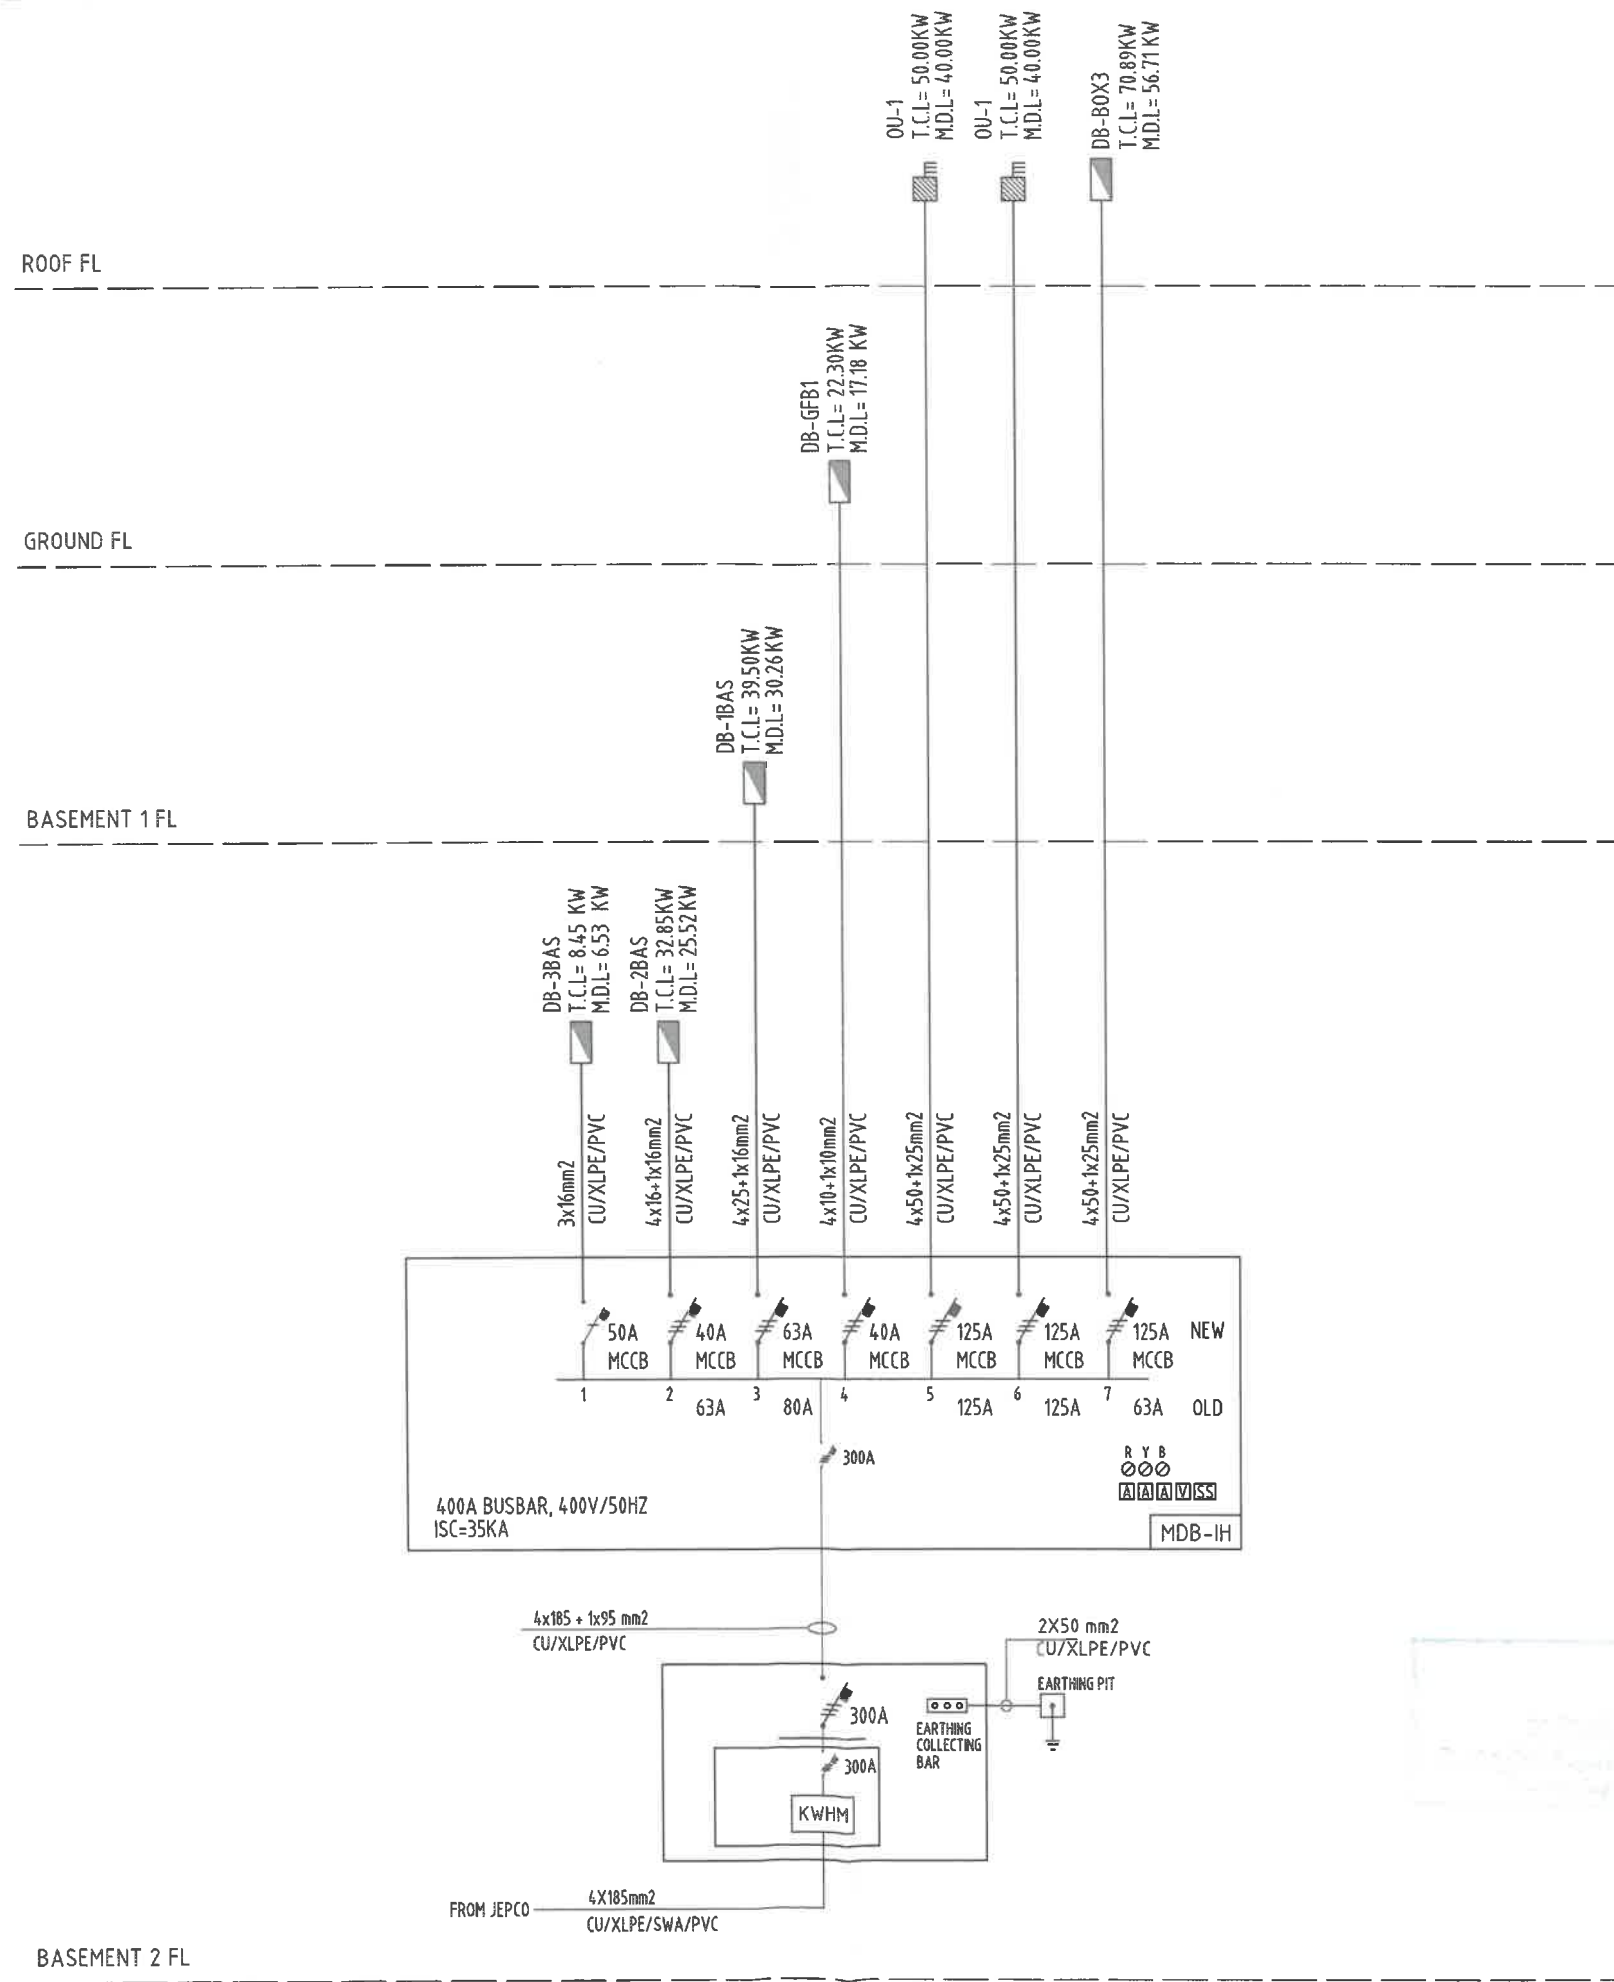 OU-1
T.C.L= 50.00KW
M.D.L= 40.00KW
OU-1
T.C.L= 50.00KW
M.D.L= 40.00KW
DB-BOX3
T.C.L= 70.89KW
M.D.L= 56.71KW
ROOF FL
DB-GFB1
T.C.L= 22.30KW
M.D.L= 17.18 KW
GROUND FL
DB-1BAS
T.C.L= 39.50KW
M.D.L= 30.26KW
BASEMENT 1 FL
DB-3BAS
T.C.L= 8.45 KW
M.D.L= 6.53 KW
DB-2BAS
T.C.L= 32.85KW
M.D.L= 25.52KW
3x16mm2
CU/XLPE/PVC
4x16+1x16mm2
CU/XLPE/PVC
4x25+1x16mm2
CU/XLPE/PVC
4x10+1x10mm2
CU/XLPE/PVC
4x50+1x25mm2
CU/XLPE/PVC
4x50+1x25mm2
CU/XLPE/PVC
4x50+1x25mm2
CU/XLPE/PVC
50A 40A 63A 40A 125A 125A 125A NEW
MCCB MCCB MCCB MCCB MCCB MCCB MCCB
1 2 3 4 5 6 7
63A 80A 125A 125A 63A OLD
300A
R Y B
A A A V SS
400A BUSBAR, 400V/50HZ
ISC=35KA
MDB-IH
4x185 + 1x95 mm2
CU/XLPE/PVC
2X50 mm2
CU/XLPE/PVC
EARTHING PIT
300A
EARTHING
COLLECTING
BAR
300A
KWHM
FROM JEPCO
4X185mm2
CU/XLPE/SWA/PVC
BASEMENT 2 FL